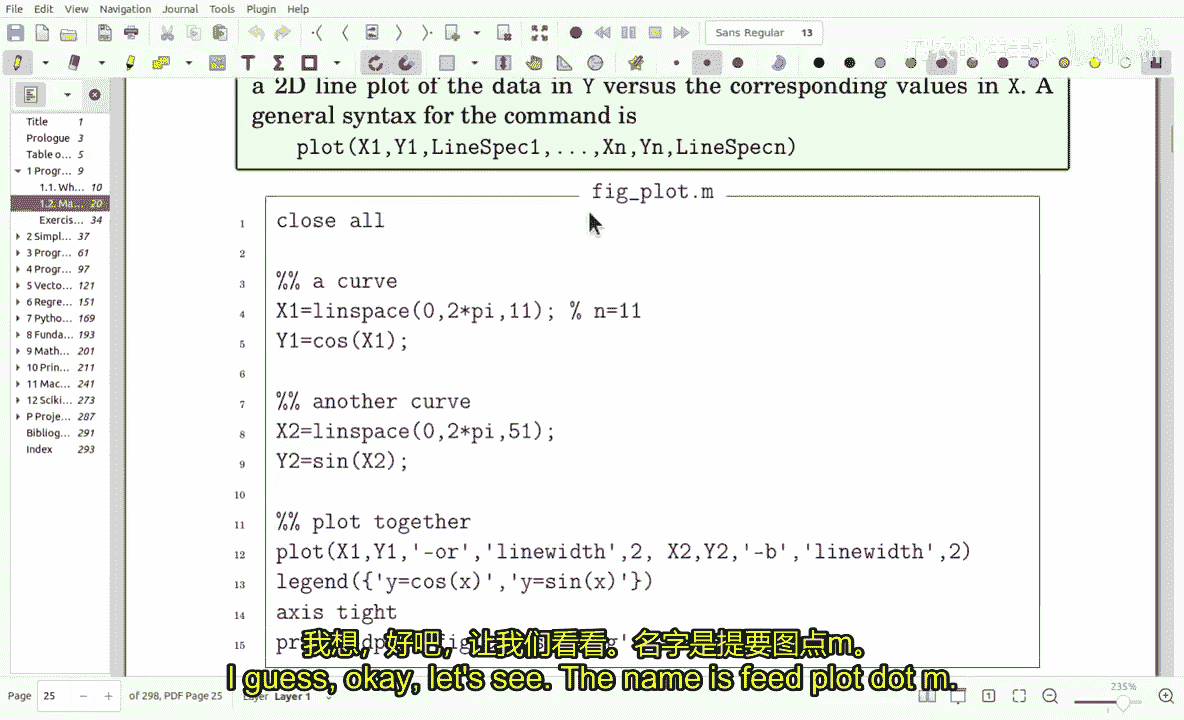 File Edit View Navigation Journal Tools Plugin Help
Sans Regular 13
Title 1
Prologue 3
Table o... 5
1 Progr... 9
1.1. Wh... 10
1.2. Ma... 20
Exercis... 34
2 Simpl... 37
3 Progr... 61
4 Progr... 97
5 Vecto... 121
6 Regre... 151
7 Pytho... 169
8 Funda... 193
9 Math... 201
10 Prin... 211
11 Mac... 241
12 Sciki... 273
P Proje... 287
Bibliog... 291
Index 293
a 2D line plot of the data in Y versus the corresponding values in X. A
general syntax for the command is
plot(X1,Y1,LineSpec1,...,Xn,Yn,LineSpecn)
fig_plot.m
1 close all
2
3 %% a curve
4 X1=linspace(0,2*pi,11); % n=11
5 Y1=cos(X1);
6
7 %% another curve
8 X2=linspace(0,2*pi,51);
9 Y2=sin(X2);
10
11 %% plot together
12 plot(X1,Y1,'-or','linewidth',2, X2,Y2,'-b','linewidth',2)
13 legend({'y=cos(x)','y=sin(x)'})
14 axis tight
15
我想，好吧，让我们看看。名字是提要图点m。
I guess, okay, let's see. The name is feed plot dot m.
Page 25 of 298, PDF Page 25 Layer Layer 1
235%